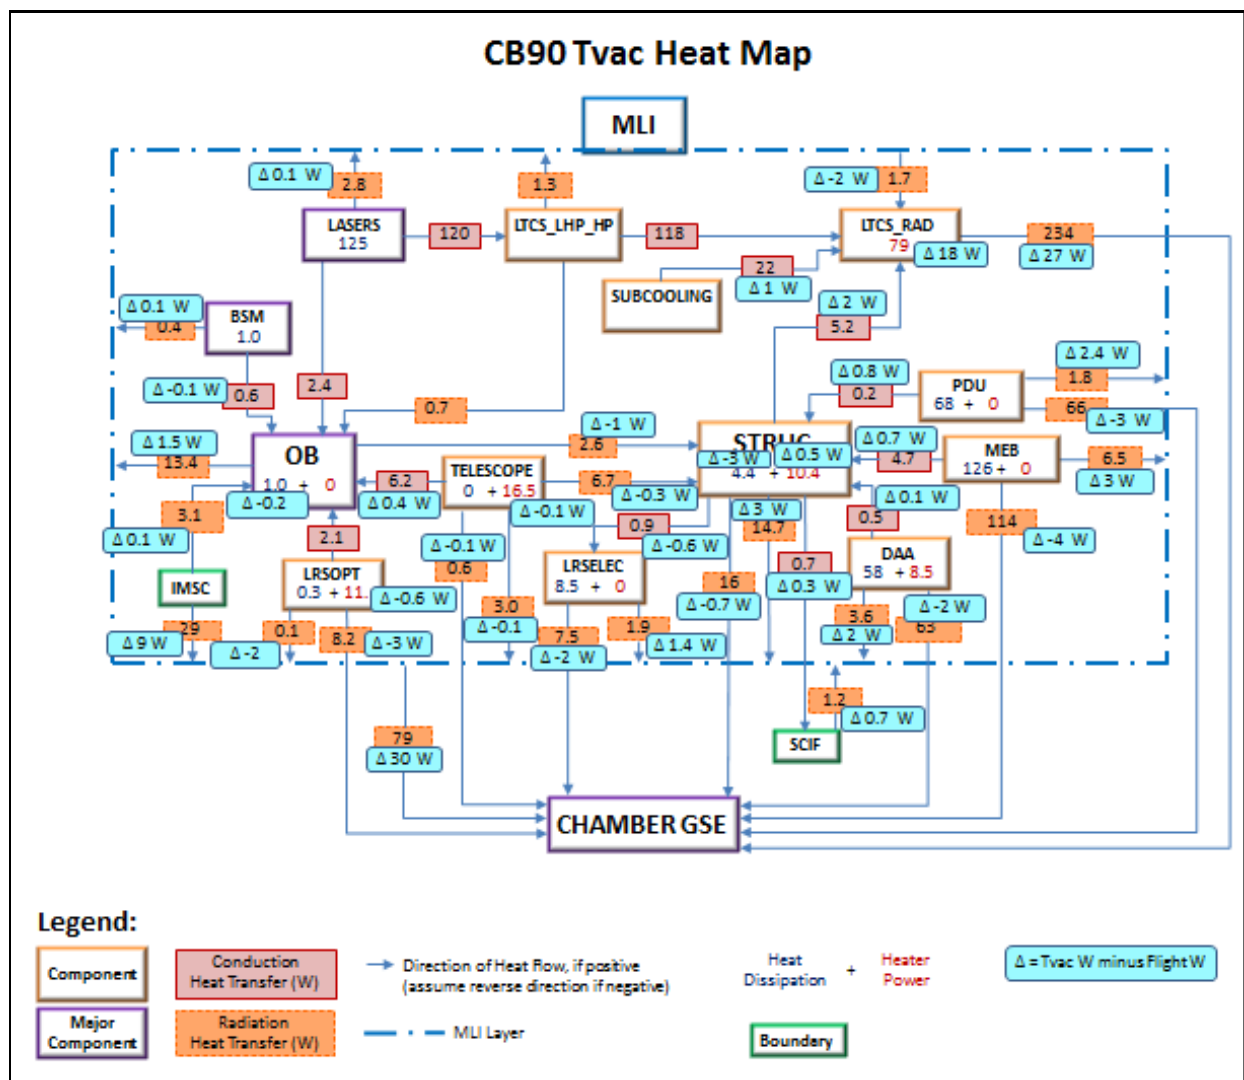 CB90 Tvac Heat Map
MLI
Δ 0.1 W
2.8
1.3
Δ -2 W
1.7
LASERS
125
120
LTCS_LHP_HP
118
LTCS_RAD
79
Δ 18 W
234
Δ 27 W
22
Δ 1 W
SUBCOOLING
Δ 2 W
5.2
Δ 0.1 W
0.4
BSM
1.0
Δ -0.1 W
0.6
2.4
0.7
Δ 0.8 W
0.2
PDU
68 + 0
Δ 2.4 W
1.8
66
Δ -3 W
Δ 1.5 W
13.4
OB
1.0 + 0
Δ -0.2
Δ -1 W
2.6
STRUC
Δ -3 W
Δ 0.5 W
4.4 + 10.4
Δ 0.7 W
4.7
MEB
126 + 0
6.5
Δ 3 W
6.2
Δ 0.4 W
TELESCOPE
0 + 16.5
6.7
Δ -0.3 W
Δ -0.1 W
3.1
Δ 0.1 W
2.1
Δ -0.1 W
0.6
0.9
Δ -0.6 W
Δ 3 W
14.7
Δ 0.1 W
0.5
114
Δ -4 W
IMSC
LRSOPT
0.3 + 11.
Δ -0.6 W
LRSELEC
8.5 + 0
16
Δ -0.7 W
0.7
Δ 0.3 W
DAA
58 + 8.5
Δ -2 W
63
29
Δ 9 W
Δ -2
0.1
8.2
Δ -3 W
3.0
Δ -0.1
7.5
Δ -2 W
1.9
Δ 1.4 W
3.6
Δ 2 W
79
Δ 30 W
1.2
Δ 0.7 W
SCIF
CHAMBER GSE
Legend:
Component
Conduction
Heat Transfer (W)
Direction of Heat Flow, if positive
(assume reverse direction if negative)
Heat
Dissipation
+
Heater
Power
Δ = Tvac W minus Flight W
Major
Component
Radiation
Heat Transfer (W)
MLI Layer
Boundary